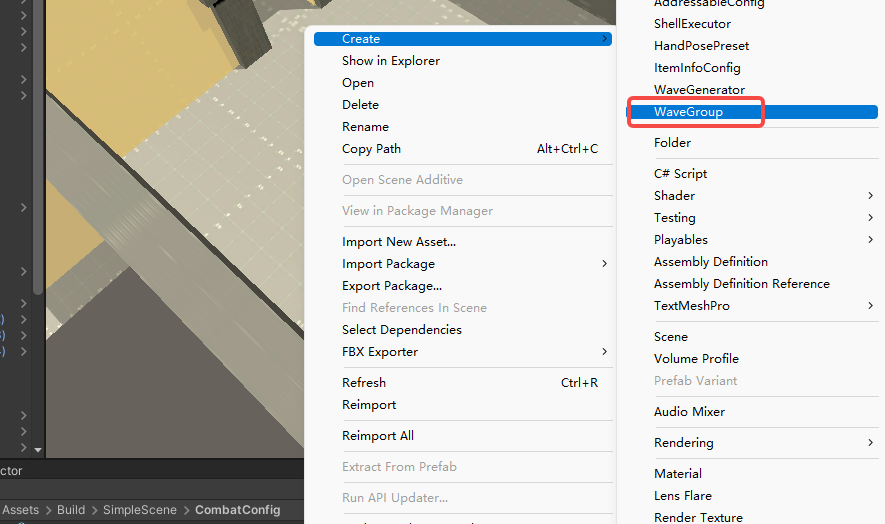 Create
Show in Explorer
Open
Delete
Rename
Copy Path Alt+Ctrl+C
Open Scene Additive
View in Package Manager
Import New Asset...
Import Package
Export Package...
Find References In Scene
Select Dependencies
FBX Exporter
Refresh Ctrl+R
Reimport
Reimport All
Extract From Prefab
Run API Updater...
AddressableConfig
ShellExecutor
HandPosePreset
ItemInfoConfig
WaveGenerator
WaveGroup
Folder
C# Script
Shader
Testing
Playables
Assembly Definition
Assembly Definition Reference
TextMeshPro
Scene
Volume Profile
Prefab Variant
Audio Mixer
Rendering
Material
Lens Flare
Render Texture
ctor
Assets > Build > SimpleScene > CombatConfig